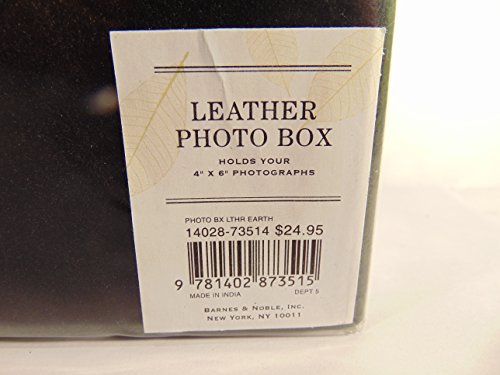 LEATHER
PHOTO BOX
HOLDS YOUR
4" X 6" PHOTOGRAPHS
PHOTO BX LTHR EARTH
14028-73514 $24.95
9 781402 873515
MADE IN INDIA DEPT 5
BARNES & NOBLE, INC.
NEW YORK, NY 10011